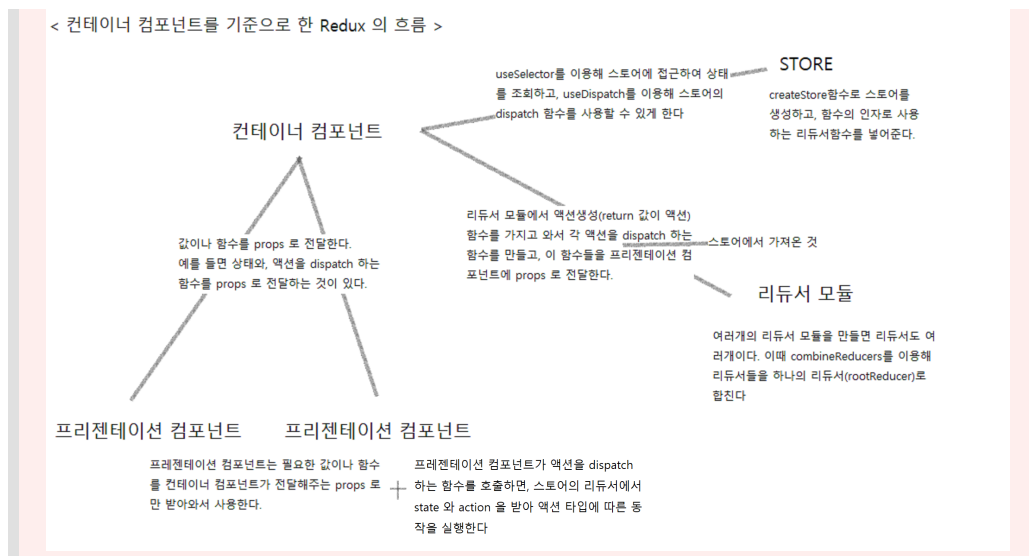 < 컨테이너 컴포넌트를 기준으로 한 Redux 의 흐름 >
useSelector를 이용해 스토어에 접근하여 상태
를 조회하고, useDispatch를 이용해 스토어의
dispatch 함수를 사용할 수 있게 한다
STORE
createStore함수로 스토어를
생성하고, 함수의 인자로 사용
하는 리듀서함수를 넣어준다.
컨테이너 컴포넌트
리듀서 모듈에서 액션생성(return 값이 액션)
함수를 가지고 와서 각 액션을 dispatch 하는
함수를 만들고, 이 함수들을 프리젠테이션 컴
포넌트에 props 로 전달한다.
스토어에서 가져온 것
값이나 함수를 props 로 전달한다.
예를 들면 상태와, 액션을 dispatch 하는
함수를 props 로 전달하는 것이 있다.
리듀서 모듈
여러개의 리듀서 모듈을 만들면 리듀서도 여
러개이다. 이때 combineReducers를 이용해
리듀서들을 하나의 리듀서(rootReducer)로
합친다
프리젠테이션 컴포넌트
프리젠테이션 컴포넌트
프레젠테이션 컴포넌트는 필요한 값이나 함수
를 컨테이너 컴포넌트가 전달해주는 props 로
만 받아와서 사용한다.
프레젠테이션 컴포넌트가 액션을 dispatch
하는 함수를 호출하면, 스토어의 리듀서에서
state 와 action 을 받아 액션 타입에 따른 동
작을 실행한다